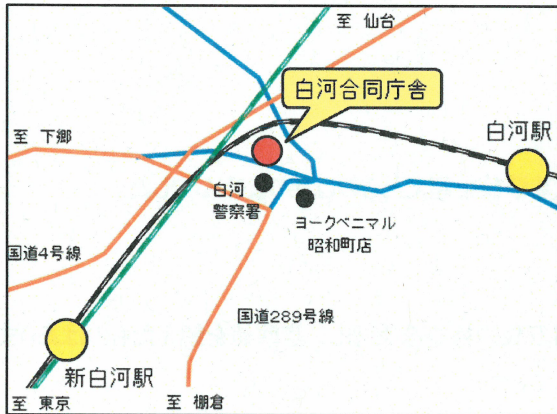 至 仙台
白河合同庁舎
至 下郷
白河駅
白河
警察署
ヨークベニマル
昭和町店
国道4号線
国道289号線
新白河駅
至 東京
至 棚倉